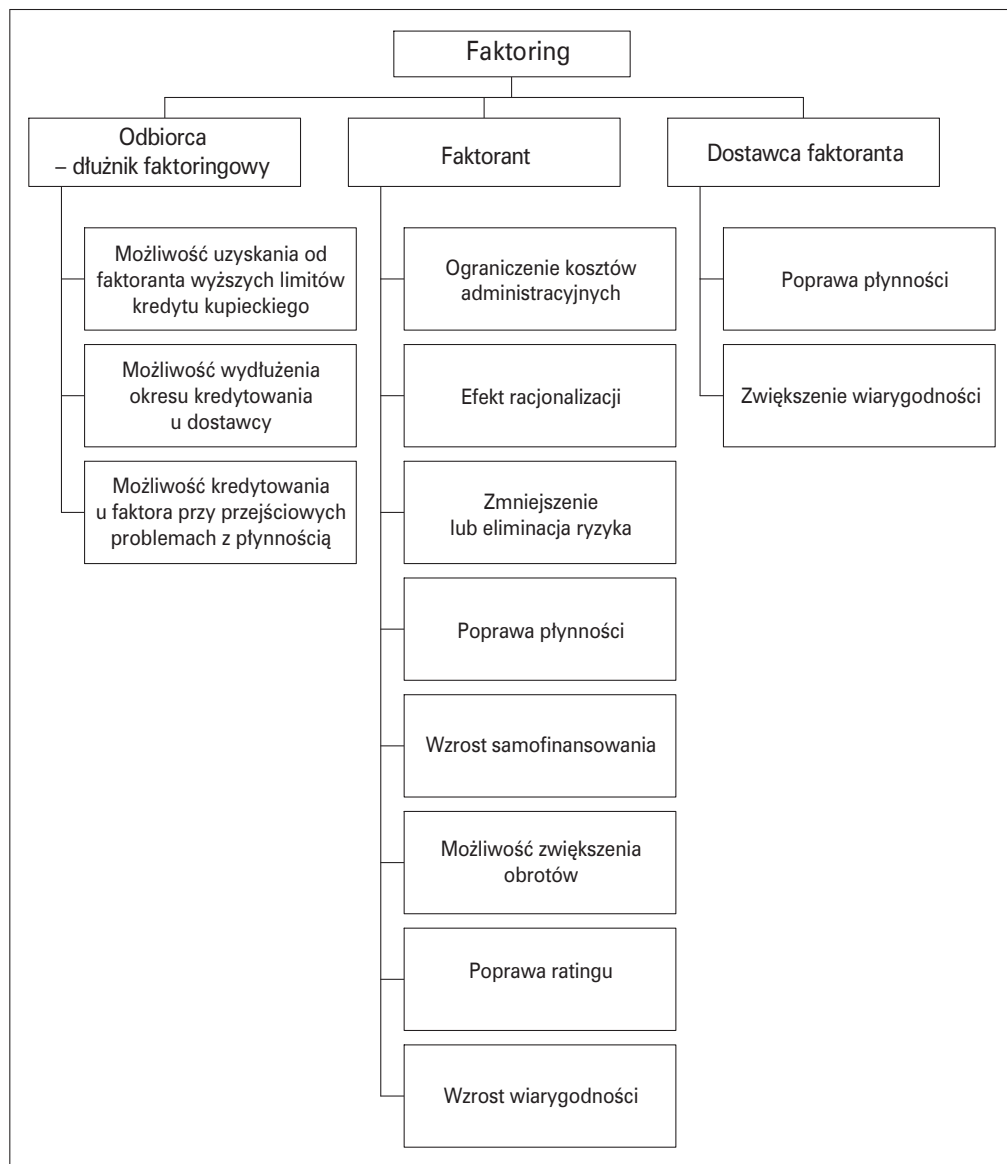 Faktoring
Odbiorca
– dłużnik faktoringowy
Możliwość uzyskania od
faktoranta wyższych limitów
kredytu kupieckiego
Możliwość wydłużenia
okresu kredytowania
u dostawcy
Możliwość kredytowania
u faktora przy przejściowych
problemach z płynnością
Faktorant
Ograniczenie kosztów
administracyjnych
Efekt racjonalizacji
Zmniejszenie
lub eliminacja ryzyka
Poprawa płynności
Wzrost samofinansowania
Możliwość zwiększenia
obrotów
Poprawa ratingu
Wzrost wiarygodności
Dostawca faktoranta
Poprawa płynności
Zwiększenie wiarygodności